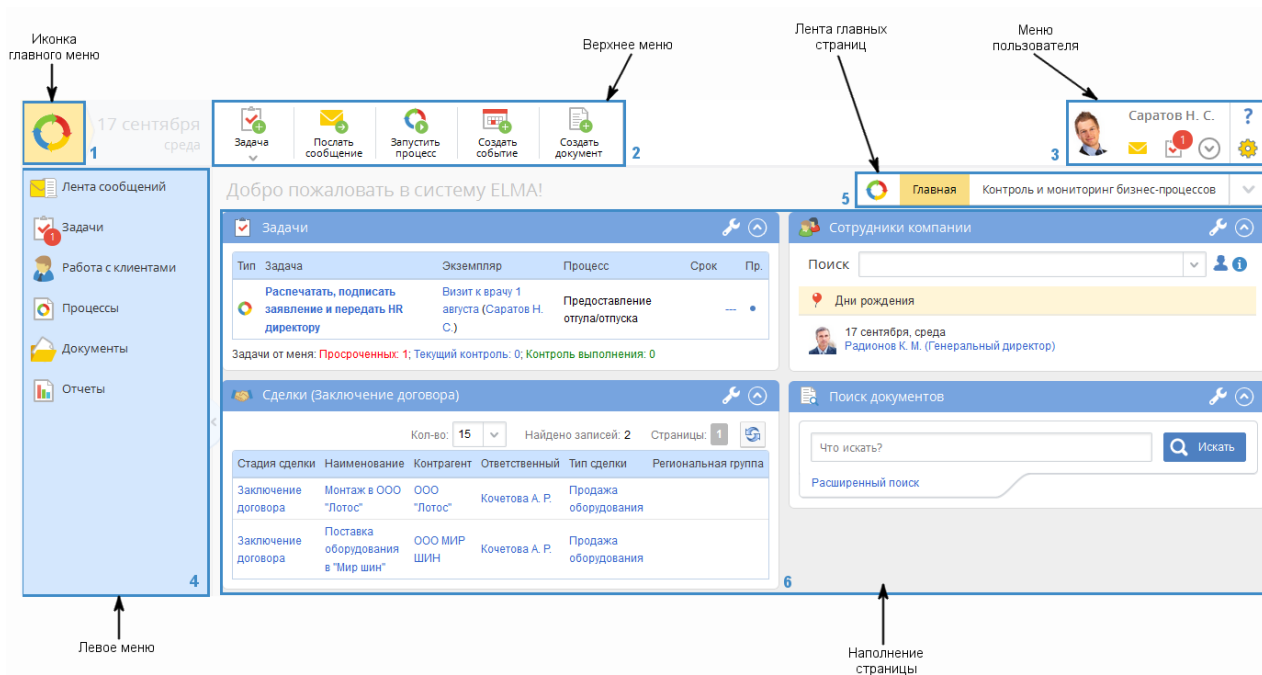 Иконка
главного меню
Верхнее меню
Лента главных
страниц
Меню
пользователя
17 сентября
среда
1
Задача
Послать
сообщение
Запустить
процесс
Создать
событие
Создать
документ
2
3
Саратов Н. С.
?
1
Лента сообщений
Задачи
1
Работа с клиентами
Процессы
Документы
Отчеты
4
Добро пожаловать в систему ELMA!
5
Главная
Контроль и мониторинг бизнес-процессов
Задачи
Тип Задача Экземпляр Процесс Срок Пр.
Распечатать, подписать
заявление и передать HR
директору
Визит к врачу 1
августа (Саратов Н.
С.)
Предоставление
отгула/отпуска
---
Задачи от меня: Просроченных: 1; Текущий контроль: 0; Контроль выполнения: 0
Сотрудники компании
Поиск
Дни рождения
17 сентября, среда
Радионов К. М. (Генеральный директор)
Сделки (Заключение договора)
Кол-во: 15 Найдено записей: 2 Страницы: 1
Стадия сделки Наименование Контрагент Ответственный Тип сделки Региональная группа
Заключение
договора
Монтаж в ООО
"Лотос"
ООО
"Лотос"
Кочетова А. Р.
Продажа
оборудования
Заключение
договора
Поставка
оборудования
в "Мир шин"
ООО МИР
ШИН
Кочетова А. Р.
Продажа
оборудования
Поиск документов
Что искать?
Искать
Расширенный поиск
6
Левое меню
Наполнение
страницы